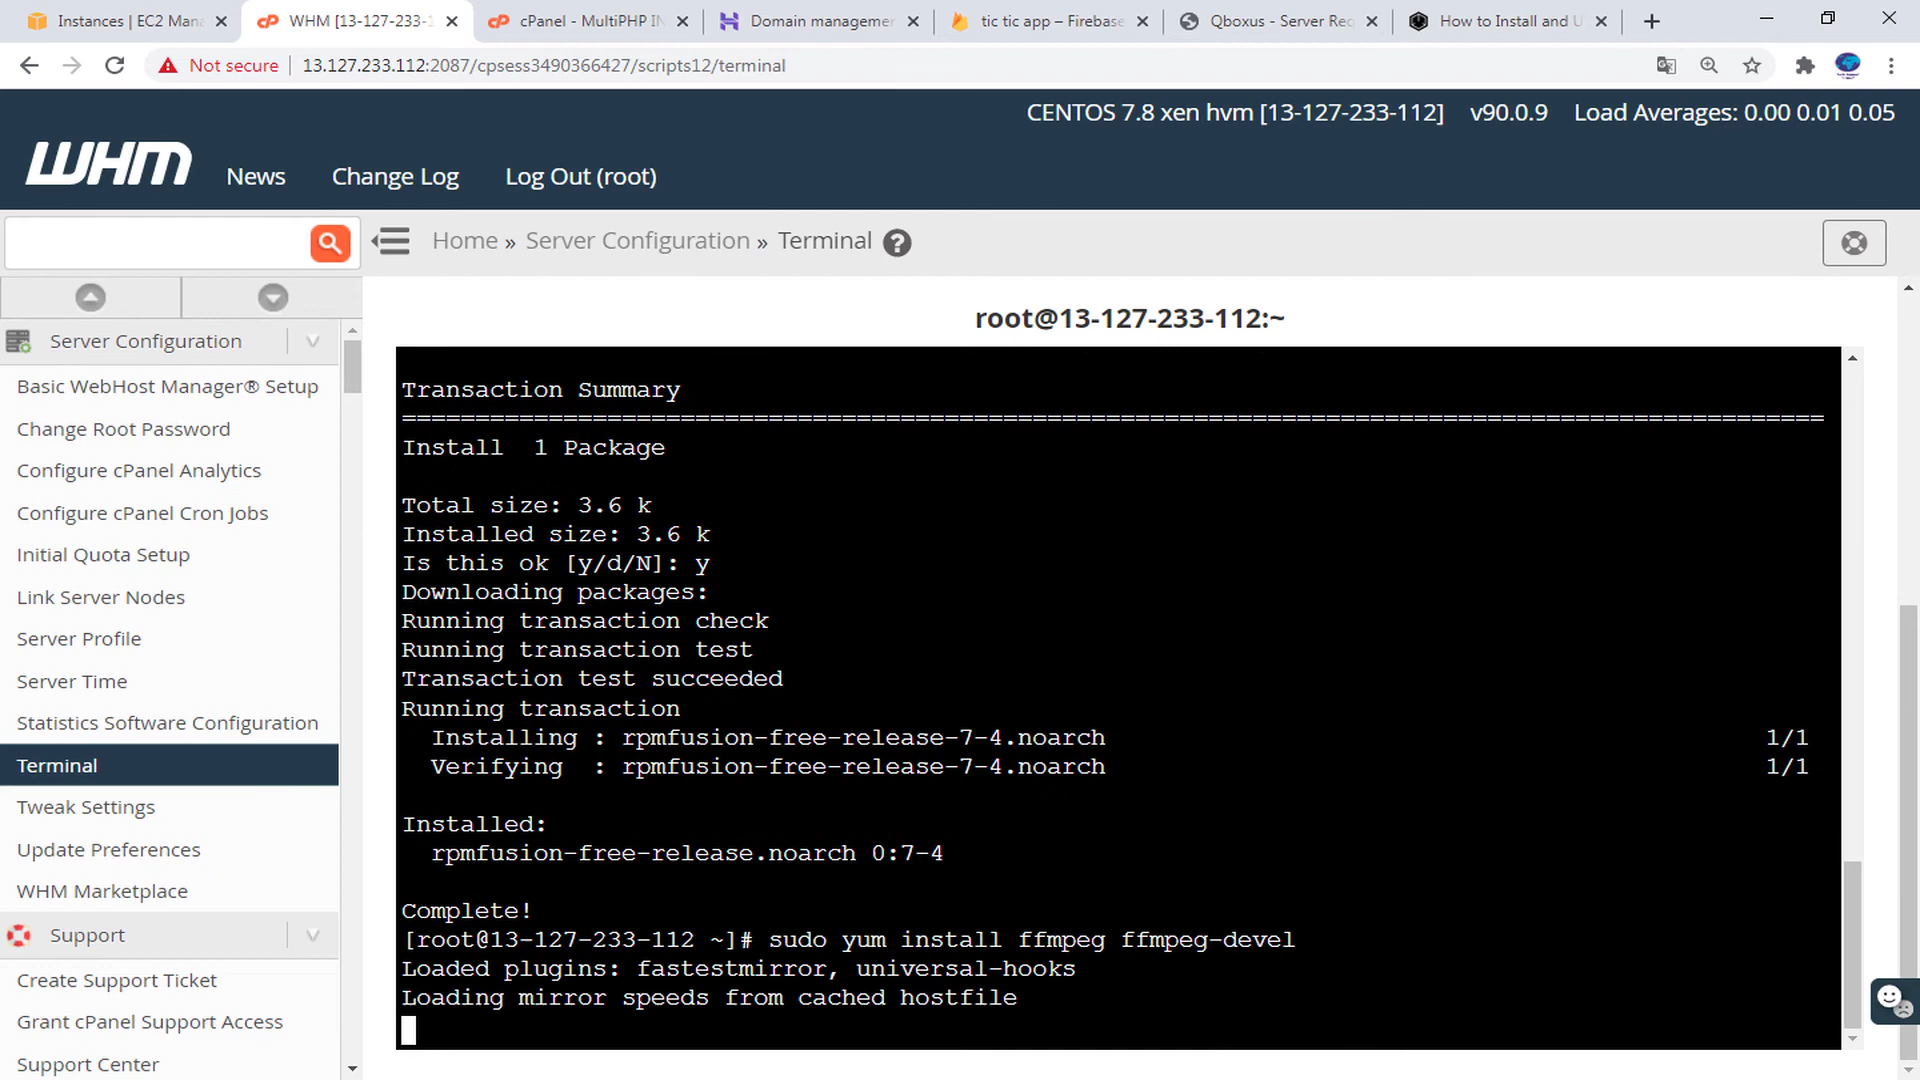 Instances | EC2 Mana
WHM [13-127-233-1
cPanel - MultiPHP IN
Domain managemen
tic tic app – Firebase
Qboxus - Server Req
How to Install and U
Not secure
13.127.233.112:2087/cpsess3490366427/scripts12/terminal
CENTOS 7.8 xen hvm [13-127-233-112] v90.0.9 Load Averages: 0.00 0.01 0.05
WHM
News
Change Log
Log Out (root)
Home » Server Configuration » Terminal
Server Configuration
Basic WebHost Manager® Setup
Change Root Password
Configure cPanel Analytics
Configure cPanel Cron Jobs
Initial Quota Setup
Link Server Nodes
Server Profile
Server Time
Statistics Software Configuration
Terminal
Tweak Settings
Update Preferences
WHM Marketplace
Support
Create Support Ticket
Grant cPanel Support Access
Support Center
root@13-127-233-112:~
Transaction Summary
================================================================================================
Install  1 Package
Total size: 3.6 k
Installed size: 3.6 k
Is this ok [y/d/N]: y
Downloading packages:
Running transaction check
Running transaction test
Transaction test succeeded
Running transaction
Installing : rpmfusion-free-release-7-4.noarch 1/1
Verifying  : rpmfusion-free-release-7-4.noarch 1/1
Installed:
rpmfusion-free-release.noarch 0:7-4
Complete!
[root@13-127-233-112 ~]# sudo yum install ffmpeg ffmpeg-devel
Loaded plugins: fastestmirror, universal-hooks
Loading mirror speeds from cached hostfile